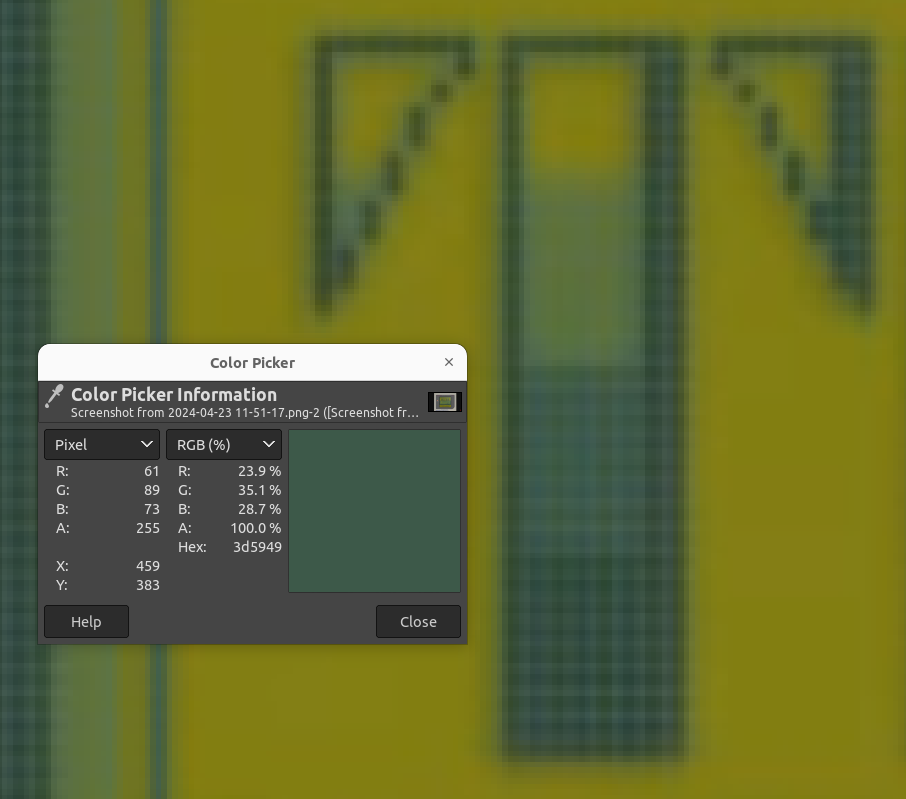 T
Color Picker
Color Picker Information
Screenshot from 2024-04-23 11-51-17.png-2 ([Screenshot fr...
Pixel RGB (%)
R: 61 R: 23.9 %
G: 89 G: 35.1 %
B: 73 B: 28.7 %
A: 255 A: 100.0 %
Hex: 3d5949
X: 459
Y: 383
Help Close